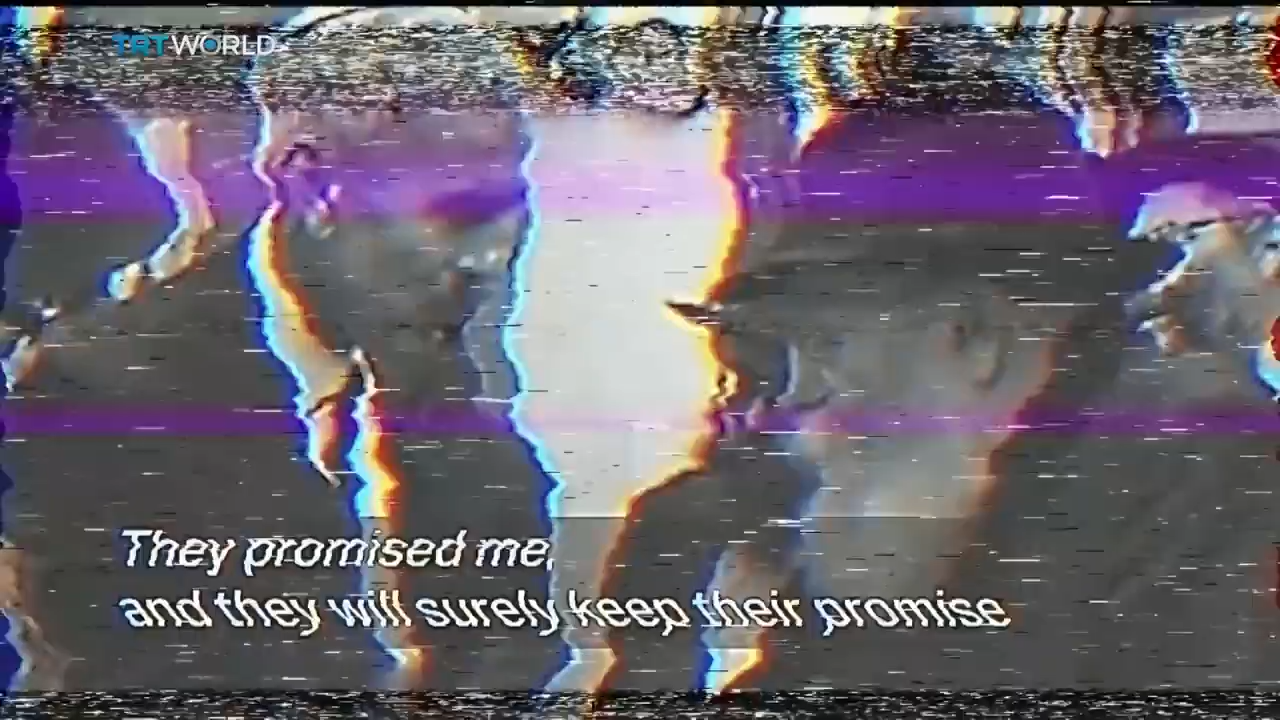 TRT WORLD
They promised me,
and they will surely keep their promise